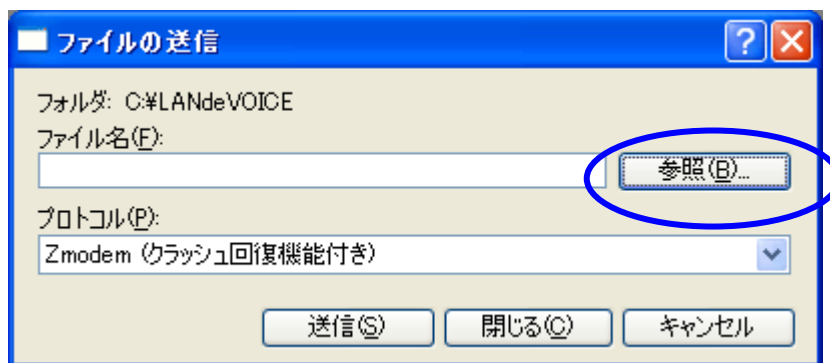 ファイルの送信
フォルダ: C:¥LANdeVOICE
ファイル名(F):
参照(B)...
プロトコル(P):
Zmodem (クラッシュ回復機能付き)
送信(S) 閉じる(C) キャンセル